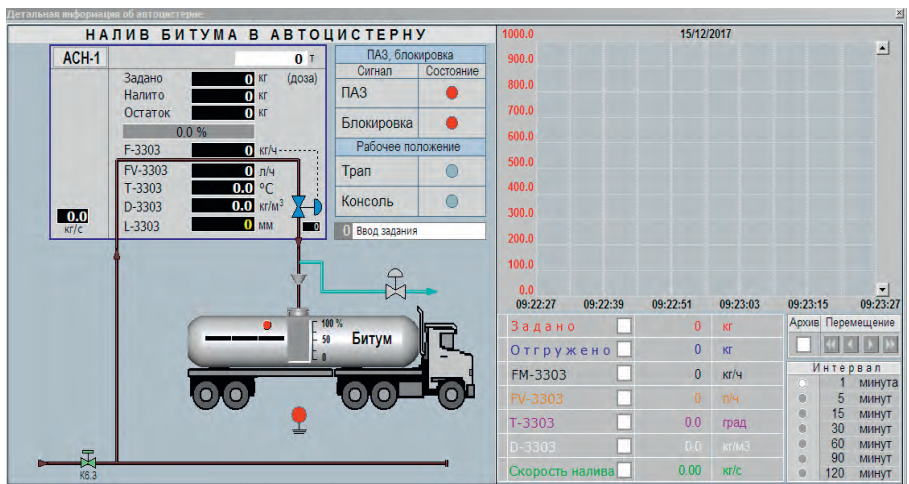 Детальная информация об автоцистерне
НАЛИВ БИТУМА В АВТОЦИСТЕРНУ
АСН-1
0 т
Задано 0 кг (доза)
Налито 0 кг
Остаток 0 кг
0.0 %
F-3303 0 кг/ч
FV-3303 0 л/ч
T-3303 0.0 °C
D-3303 0.0 кг/м³
L-3303 0 мм 0
0.0
кг/с
ПАЗ, блокировка
Сигнал Состояние
ПАЗ
Блокировка
Рабочее положение
Трап
Консоль
0 Ввод задания
100 %
50
0
Битум
К6.3
15/12/2017
1000.0
900.0
800.0
700.0
600.0
500.0
400.0
300.0
200.0
100.0
0.0
09:22:27 09:22:39 09:22:51 09:23:03 09:23:15 09:23:27
Задано 0 кг
Отгружено 0 кг
FM-3303 0 кг/ч
FV-3303 0 л/ч
T-3303 0.0 град
D-3303 0.0 кг/м3
Скорость налива 0.00 кг/с
Архив Перемещение
Интервал
1 минута
5 минут
15 минут
30 минут
60 минут
90 минут
120 минут